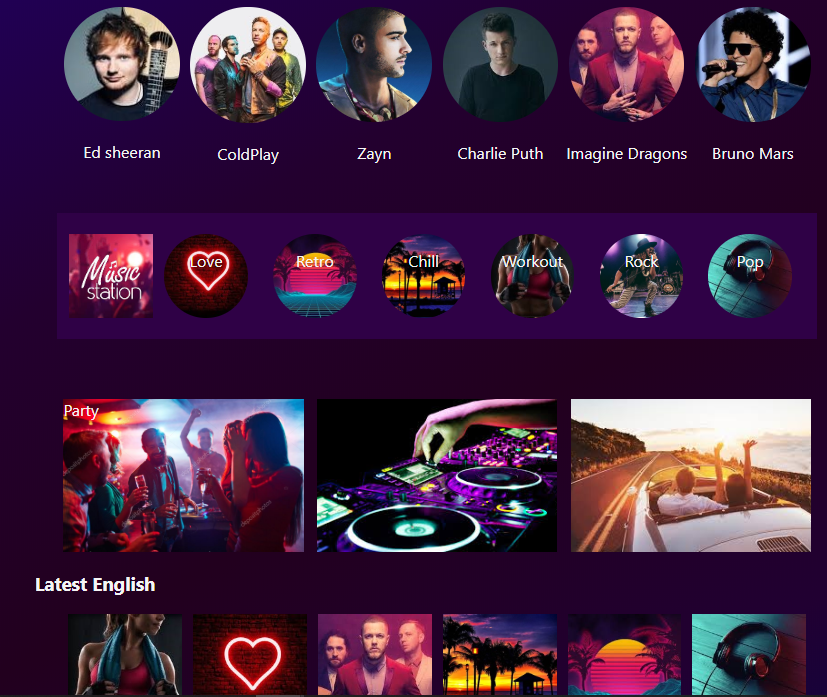 Ed sheeran
ColdPlay
Zayn
Charlie Puth
Imagine Dragons
Bruno Mars
Music
station
Love
Retro
Chill
Workout
Rock
Pop
Party
Latest English